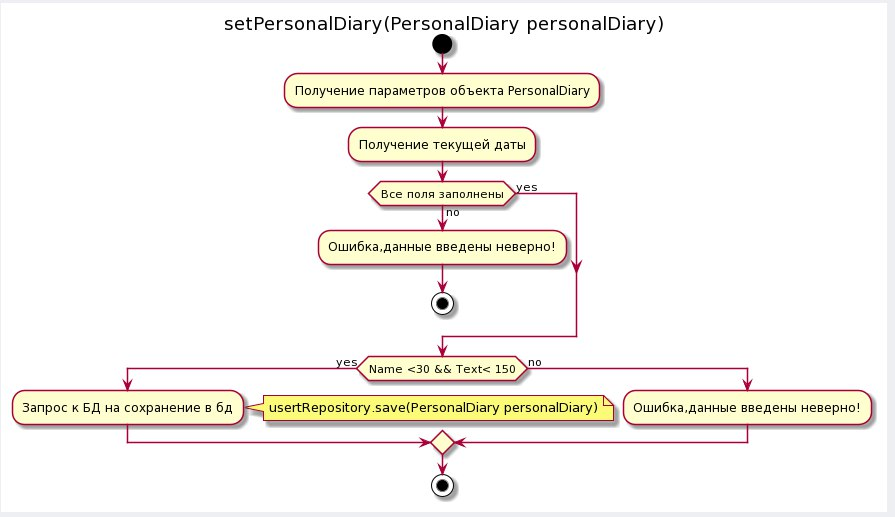 setPersonalDiary(PersonalDiary personalDiary)
Получение параметров объекта PersonalDiary
Получение текущей даты
Все поля заполнены
yes
no
Ошибка,данные введены неверно!
yes
Name <30 && Text< 150
no
Запрос к БД на сохранение в бд
usertRepository.save(PersonalDiary personalDiary)
Ошибка,данные введены неверно!